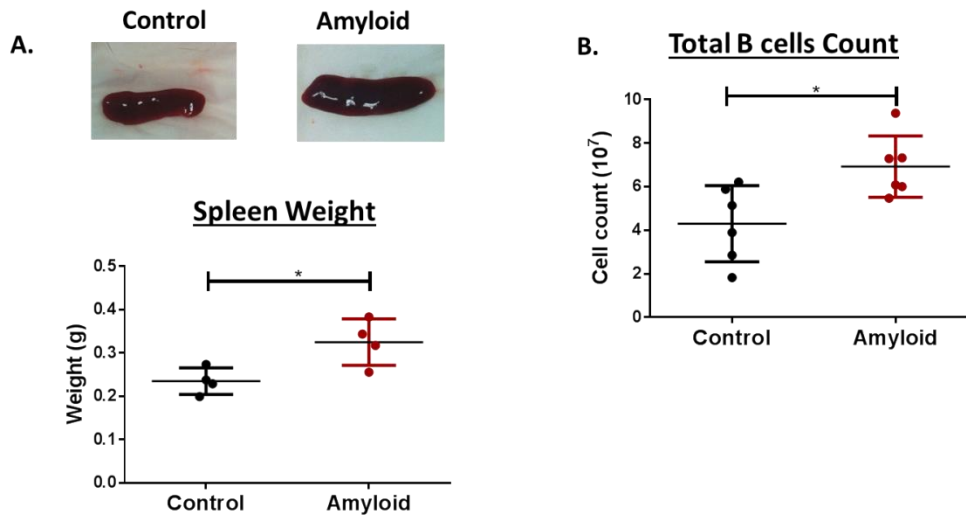 A.
Control Amyloid
Spleen Weight
*
0.5
0.4
0.3
0.2
0.1
0.0
Weight (g)
Control Amyloid
B.
Total B cells Count
*
10
8
6
4
2
0
Cell count (10⁷)
Control Amyloid